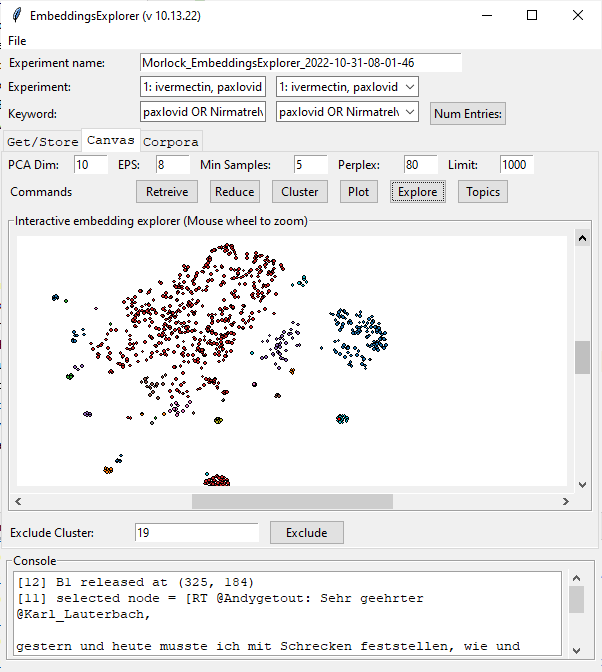 EmbeddingsExplorer (v 10.13.22)
File
Experiment name: Morlock_EmbeddingsExplorer_2022-10-31-08-01-46
Experiment: 1: ivermectin, paxlovid 1: ivermectin, paxlovid
Keyword: paxlovid OR Nirmatrelv paxlovid OR Nirmatrelv Num Entries:
Get/Store Canvas Corpora
PCA Dim: 10 EPS: 8 Min Samples: 5 Perplex: 80 Limit: 1000
Commands Retreive Reduce Cluster Plot Explore Topics
Interactive embedding explorer (Mouse wheel to zoom)
Exclude Cluster: 19 Exclude
Console
[12] B1 released at (325, 184)
[11] selected node = [RT @Andygetout: Sehr geehrter
@Karl_Lauterbach,
gestern und heute musste ich mit Schrecken feststellen, wie und